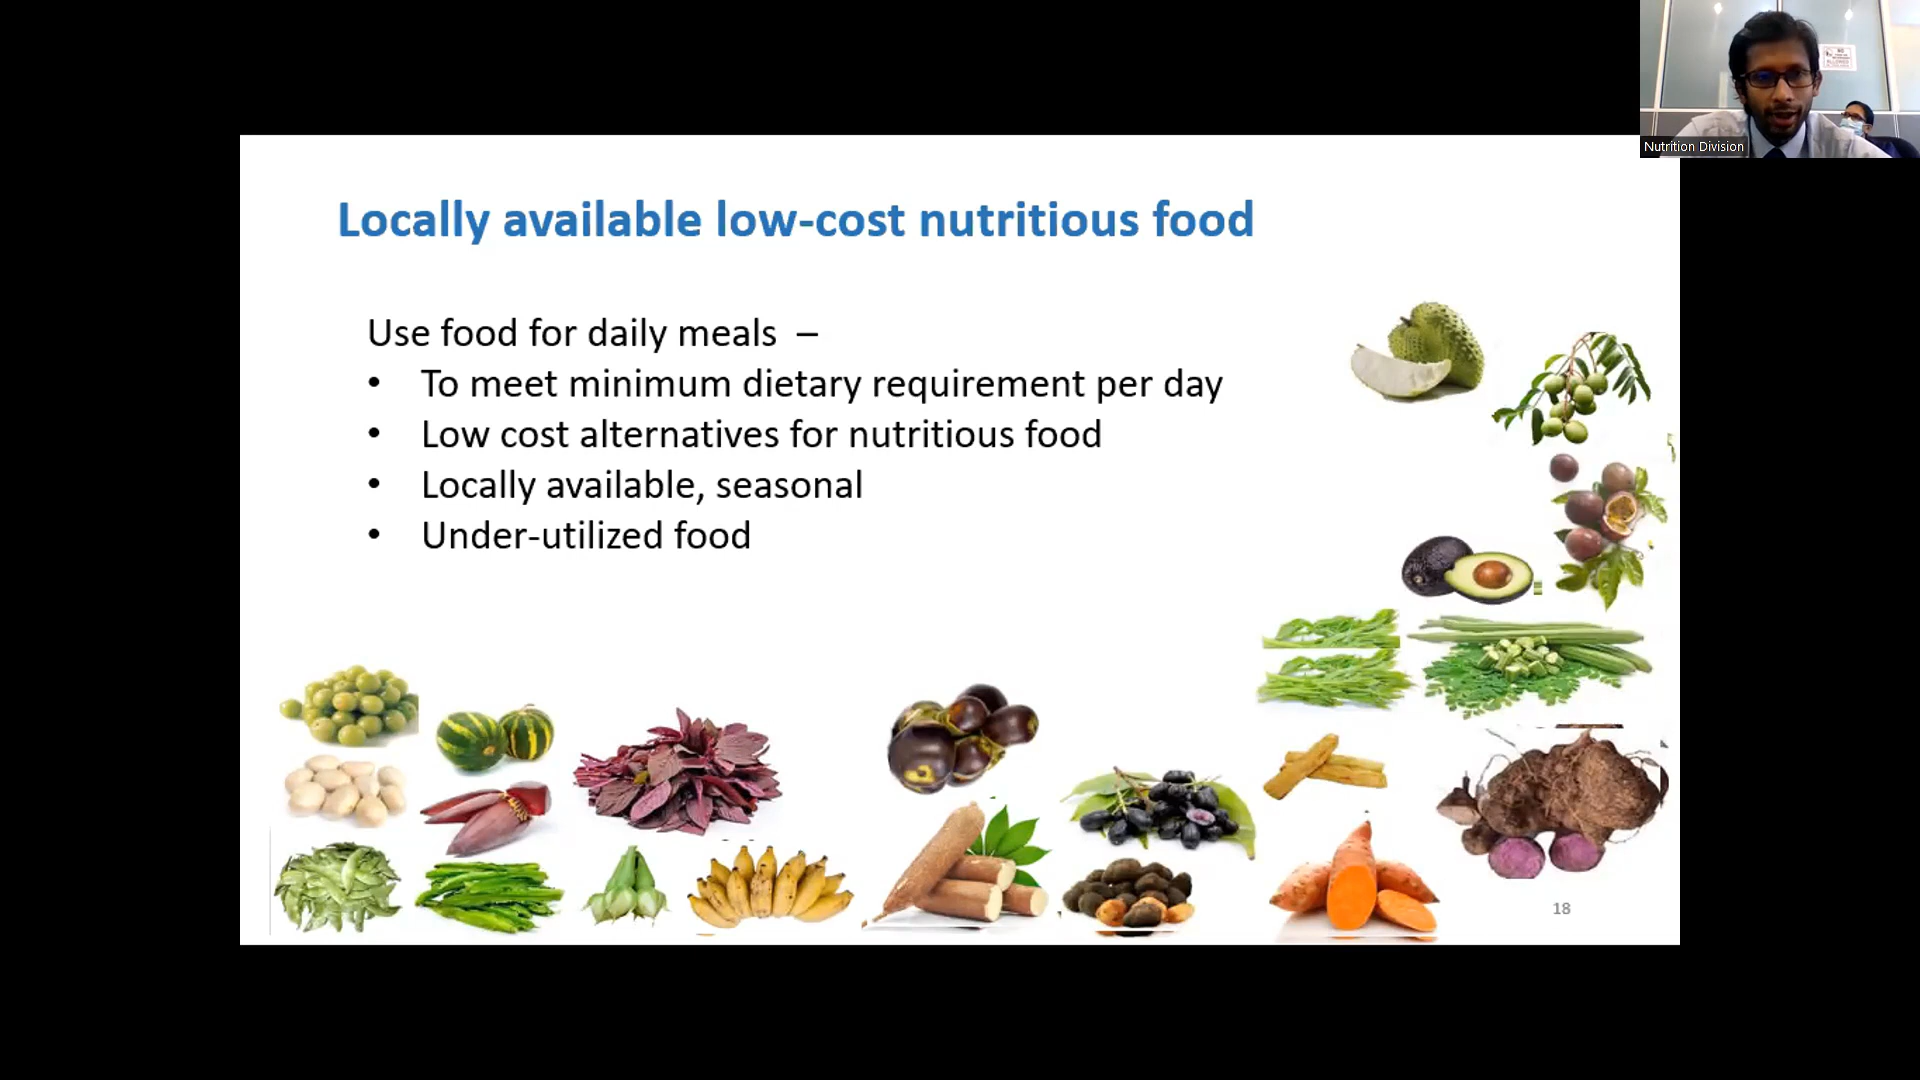 Nutrition Division
Locally available low-cost nutritious food
Use food for daily meals –
• To meet minimum dietary requirement per day
• Low cost alternatives for nutritious food
• Locally available, seasonal
• Under-utilized food
18